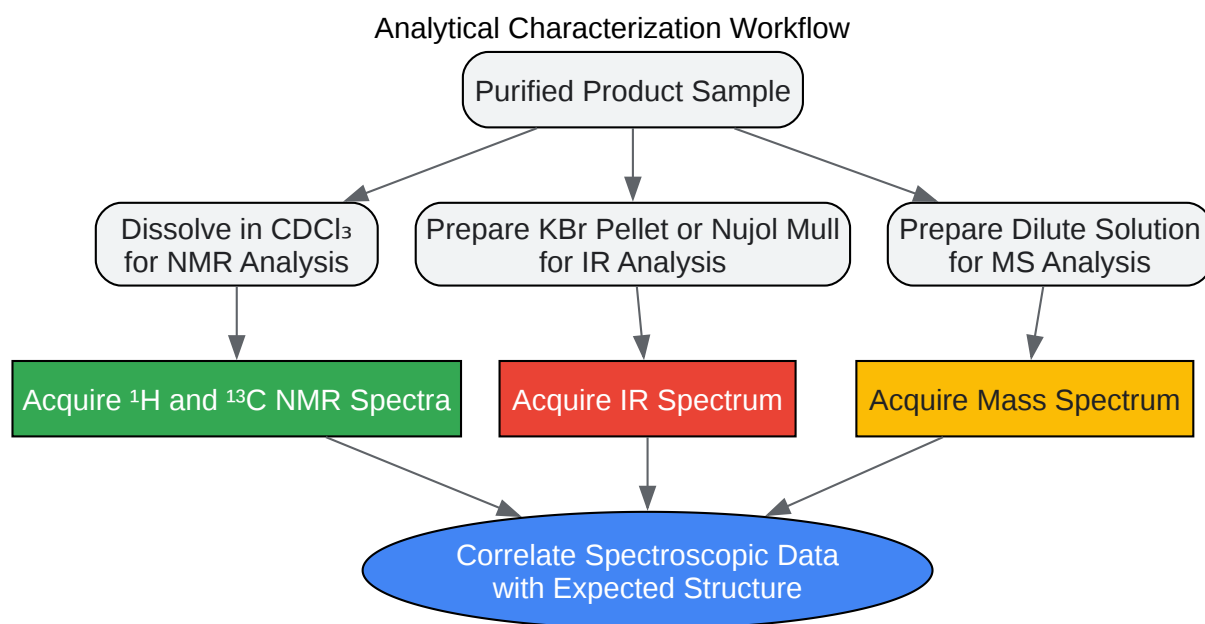 Analytical Characterization Workflow
Purified Product Sample
Dissolve in CDCl₃
for NMR Analysis
Prepare KBr Pellet or Nujol Mull
for IR Analysis
Prepare Dilute Solution
for MS Analysis
Acquire ¹H and ¹³C NMR Spectra
Acquire IR Spectrum
Acquire Mass Spectrum
Correlate Spectroscopic Data
with Expected Structure